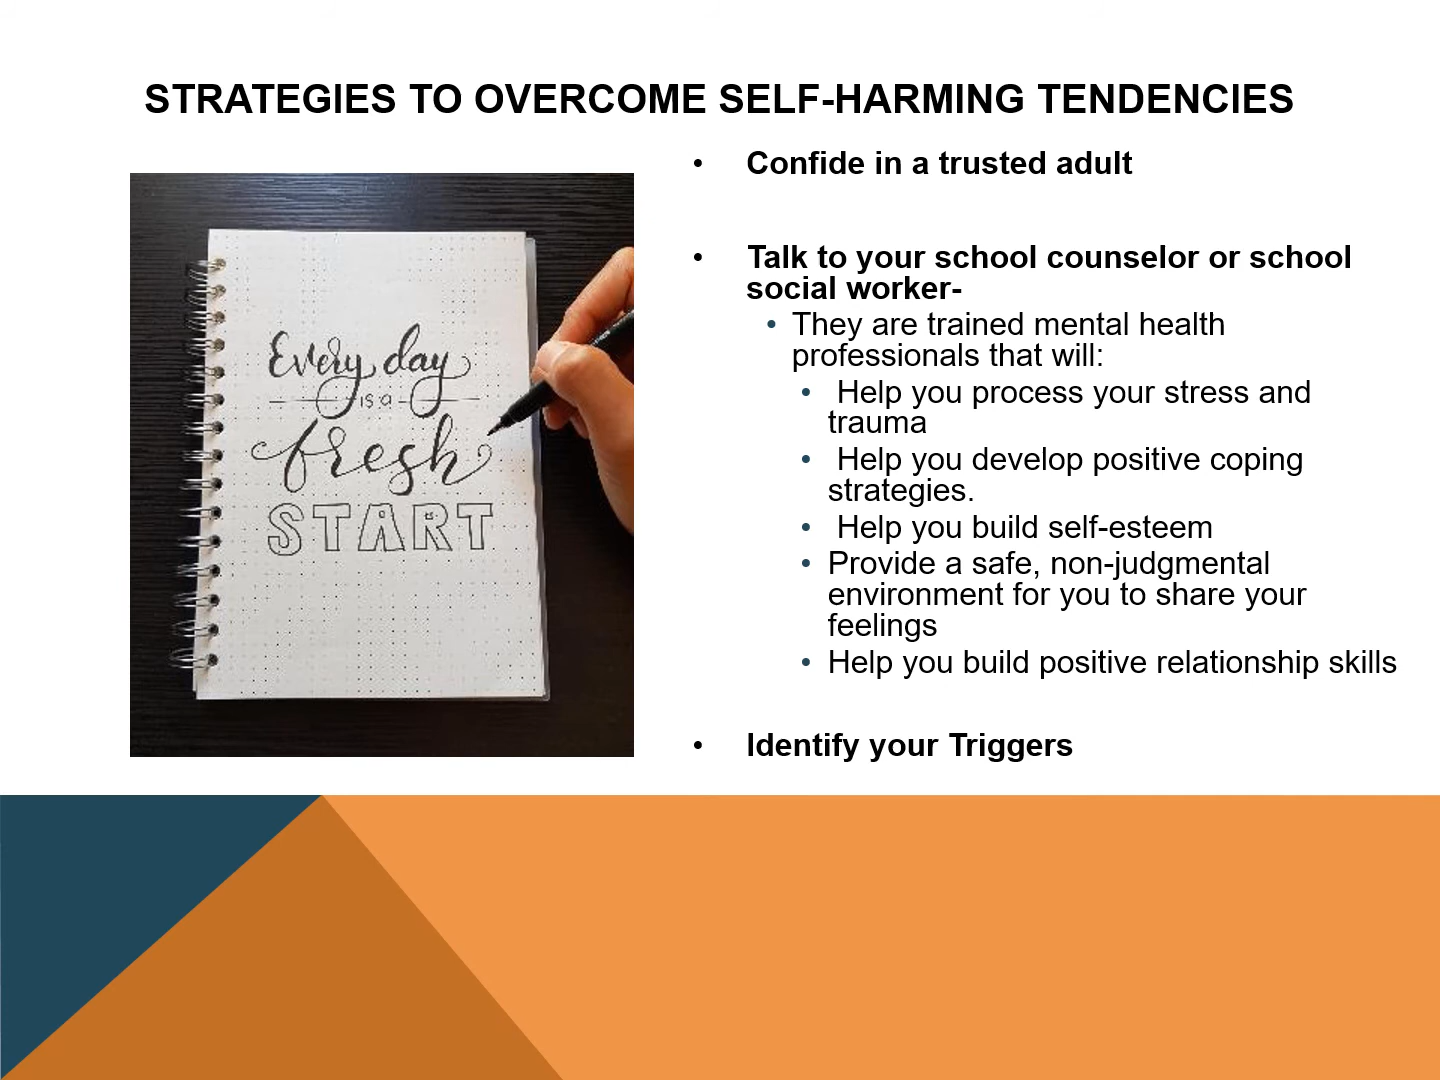 STRATEGIES TO OVERCOME SELF-HARMING TENDENCIES
Every day
is a
fresh
START
• Confide in a trusted adult
• Talk to your school counselor or school
social worker-
• They are trained mental health
professionals that will:
• Help you process your stress and
trauma
• Help you develop positive coping
strategies.
• Help you build self-esteem
• Provide a safe, non-judgmental
environment for you to share your
feelings
• Help you build positive relationship skills
• Identify your Triggers